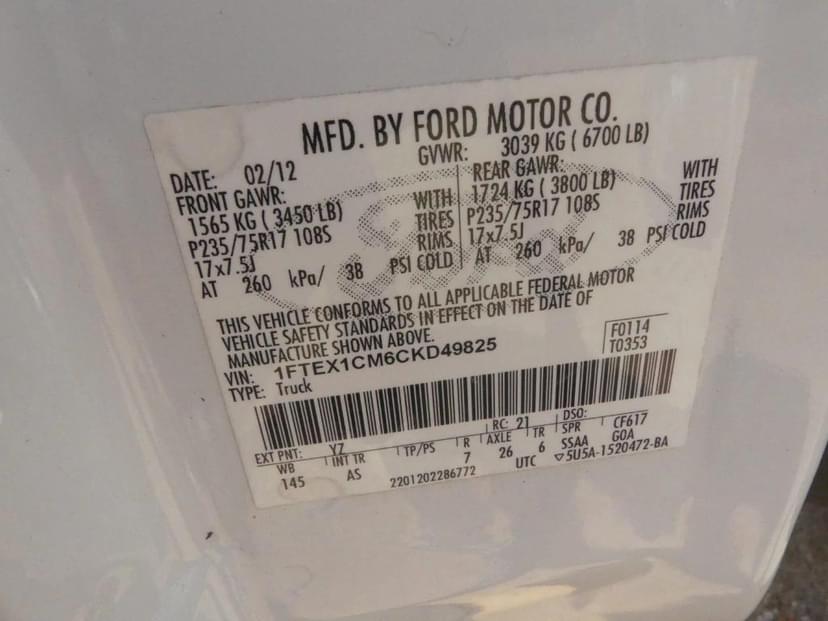 MFD. BY FORD MOTOR CO.
DATE: 02/12
GVWR: 3039 KG ( 6700 LB)
FRONT GAWR:
1565 KG ( 3450 LB) WITH
P235/75R17 108S TIRES
17x7.5J RIMS
AT 260 kPa/ 38 PSI COLD
REAR GAWR: WITH
1724 KG ( 3800 LB) TIRES
P235/75R17 108S RIMS
17x7.5J
AT 260 kPa/ 38 PSI COLD
THIS VEHICLE CONFORMS TO ALL APPLICABLE FEDERAL MOTOR
VEHICLE SAFETY STANDARDS IN EFFECT ON THE DATE OF
MANUFACTURE SHOWN ABOVE.
VIN: 1FTEX1CM6CKD49825
TYPE: Truck
F0114
T0353
EXT PNT: YZ RC: 21 DSO:
WB INT TR TP/PS R AXLE TR SPR CF617
145 AS 7 26 6 SSAA GOA
2201202286772 UTC ▽5U5A-1520472-BA
Ford